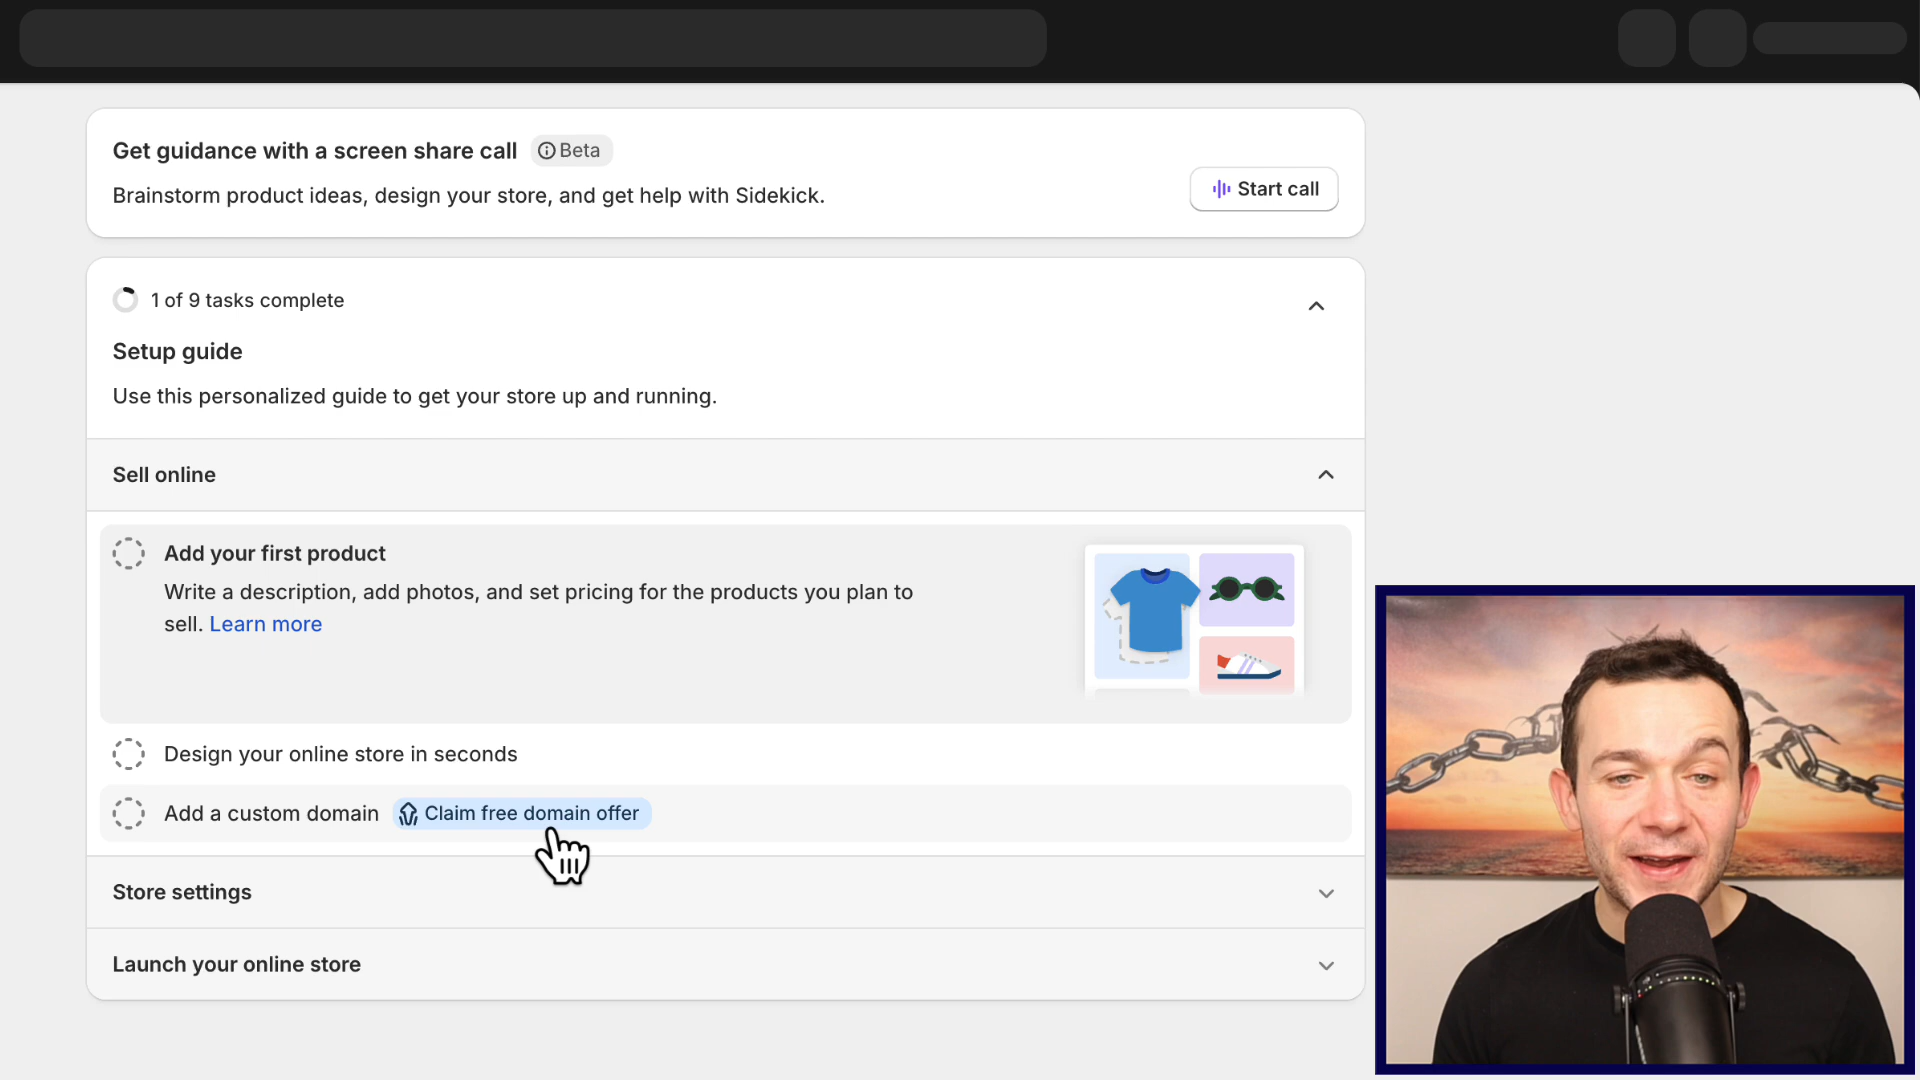 Get guidance with a screen share call
Beta
Brainstorm product ideas, design your store, and get help with Sidekick.
Start call
1 of 9 tasks complete
Setup guide
Use this personalized guide to get your store up and running.
Sell online
Add your first product
Write a description, add photos, and set pricing for the products you plan to
sell. Learn more
Design your online store in seconds
Add a custom domain
Claim free domain offer
Store settings
Launch your online store